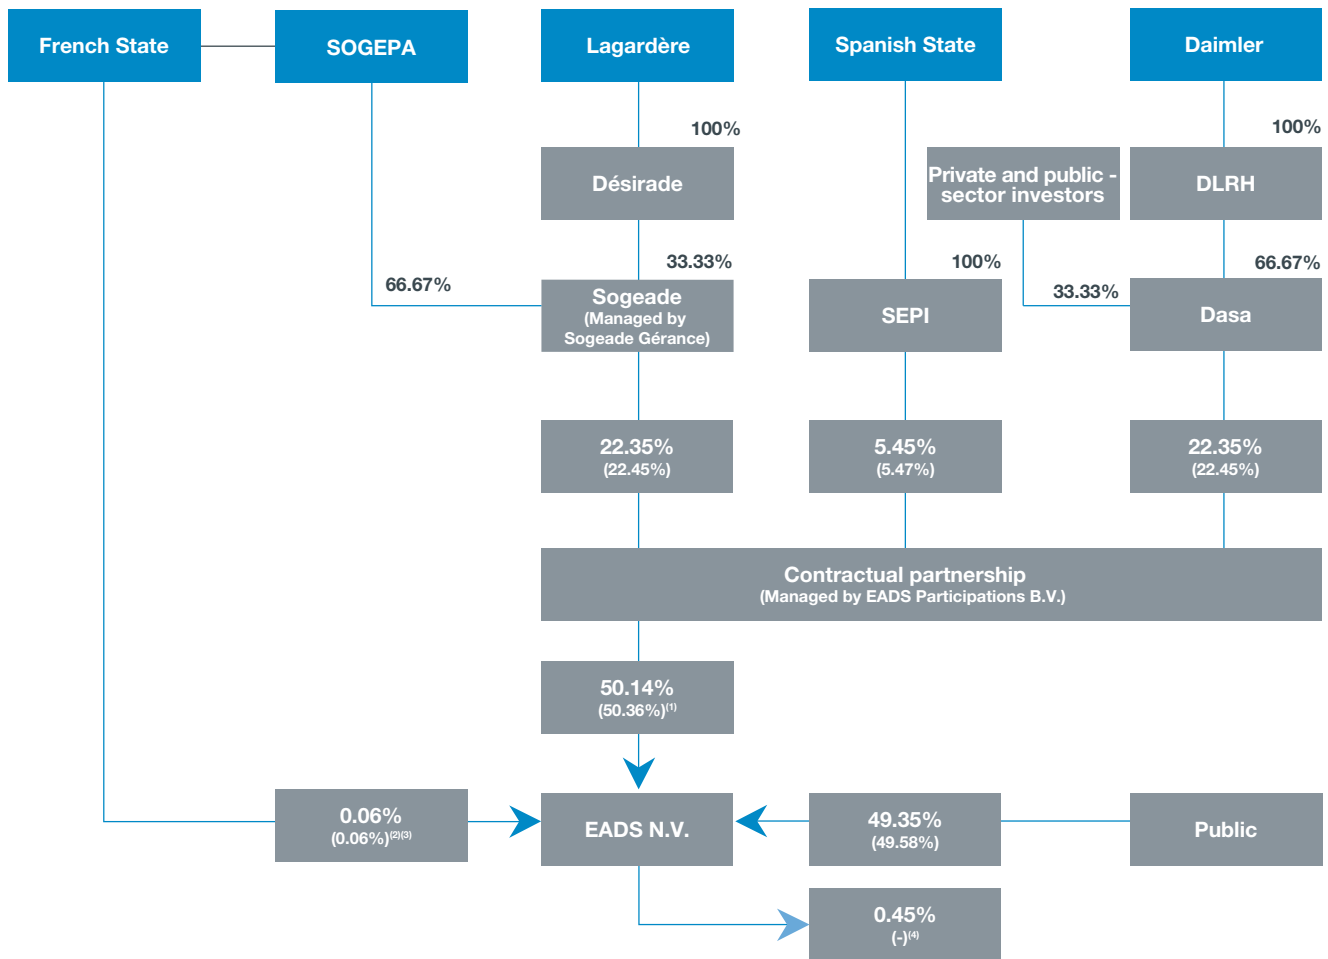 French State
SOGEPA
Lagardère
Spanish State
Daimler
100%
100%
Désirade
Private and public -
sector investors
DLRH
66.67%
33.33%
100%
33.33%
66.67%
Sogeade
(Managed by
Sogeade Gérance)
SEPI
Dasa
22.35%
(22.45%)
5.45%
(5.47%)
22.35%
(22.45%)
Contractual partnership
(Managed by EADS Participations B.V.)
50.14%
(50.36%)(1)
0.06%
(0.06%)(2)(3)
EADS N.V.
49.35%
(49.58%)
Public
0.45%
(-)(4)